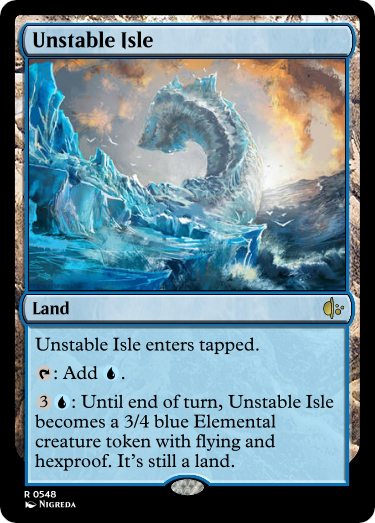 Unstable Isle
Land
Unstable Isle enters tapped.
: Add .
3 : Until end of turn, Unstable Isle
becomes a 3/4 blue Elemental
creature token with flying and
hexproof. It's still a land.
R 0548
Nigreda